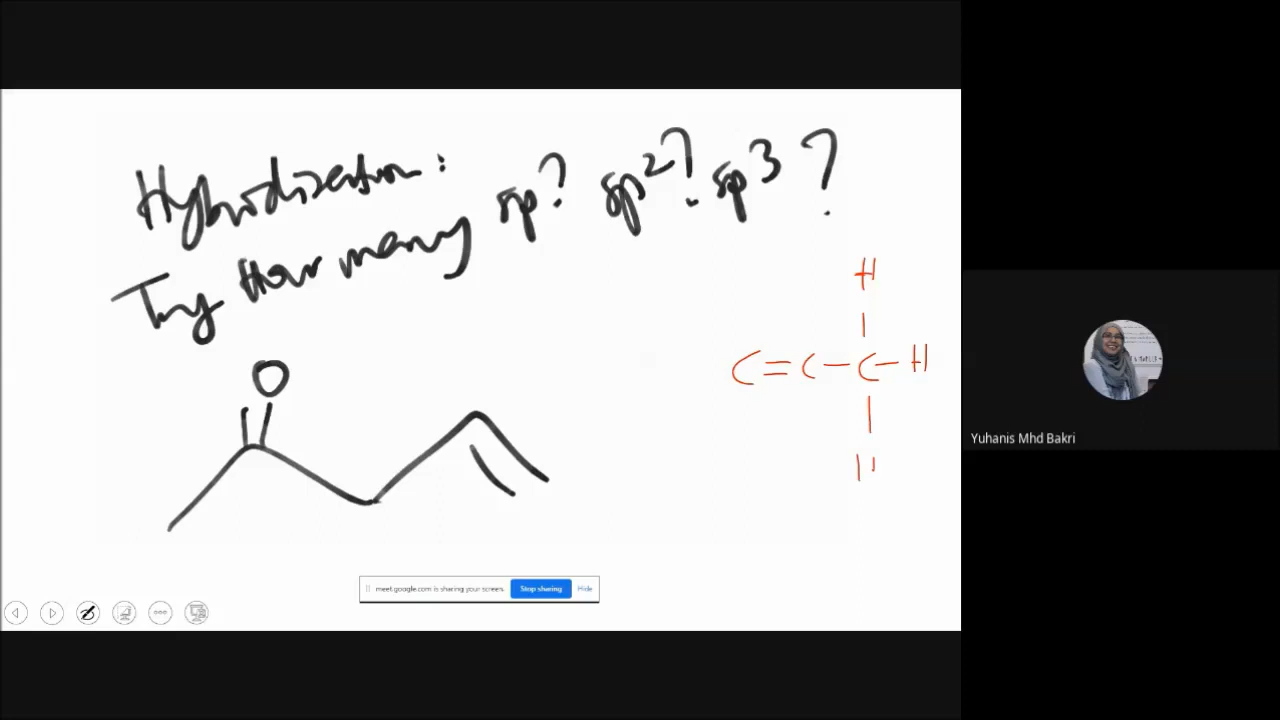 Hybridization:
Try How many sp? sp2? sp3?
O
H
C=C-C-H
H
Yuhanis Mhd Bakri
meet.google.com is sharing your screen. Stop sharing Hide